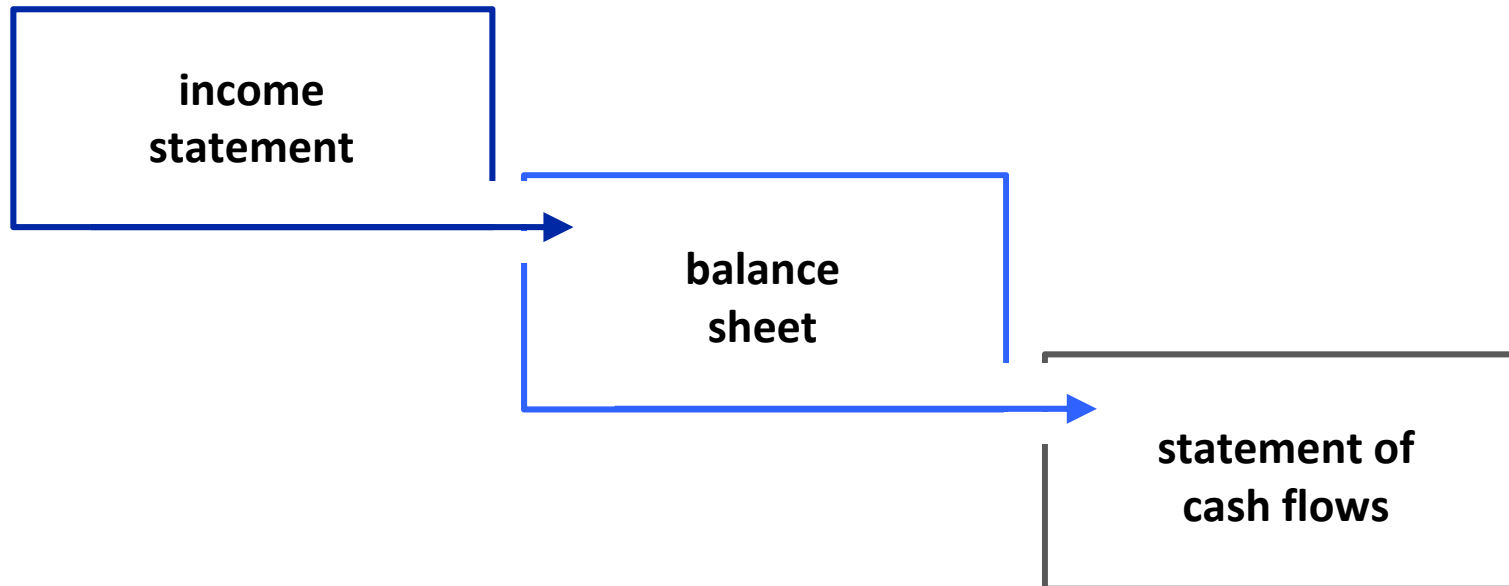 income
statement
balance
sheet
statement of
cash flows